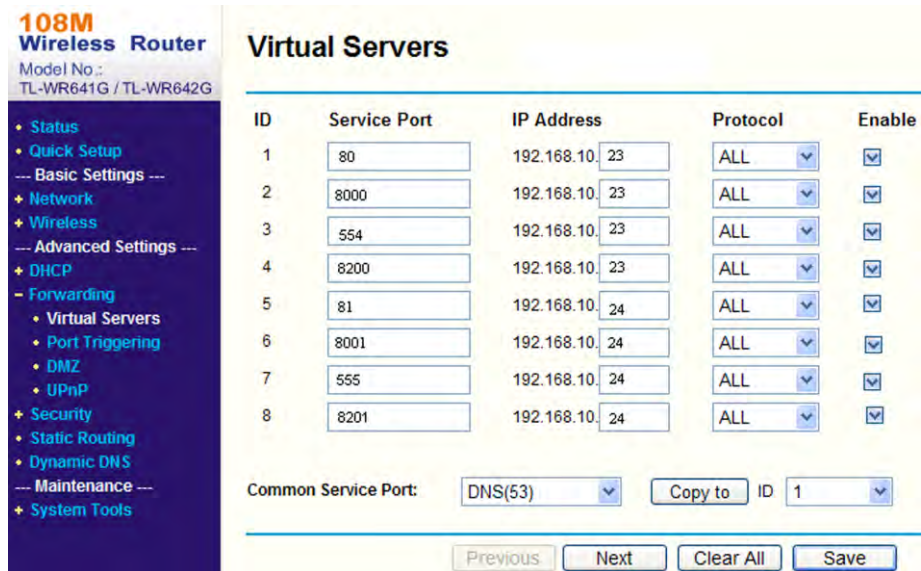 108M
Wireless Router
Model No.:
TL-WR641G / TL-WR642G
• Status
• Quick Setup
--- Basic Settings ---
+ Network
+ Wireless
--- Advanced Settings ---
+ DHCP
− Forwarding
• Virtual Servers
• Port Triggering
• DMZ
• UPnP
+ Security
• Static Routing
• Dynamic DNS
--- Maintenance ---
+ System Tools
Virtual Servers
ID Service Port IP Address Protocol Enable
1 80 192.168.10. 23 ALL
2 8000 192.168.10. 23 ALL
3 554 192.168.10. 23 ALL
4 8200 192.168.10. 23 ALL
5 81 192.168.10. 24 ALL
6 8001 192.168.10. 24 ALL
7 555 192.168.10. 24 ALL
8 8201 192.168.10. 24 ALL
Common Service Port: DNS(53) Copy to ID 1
Previous Next Clear All Save